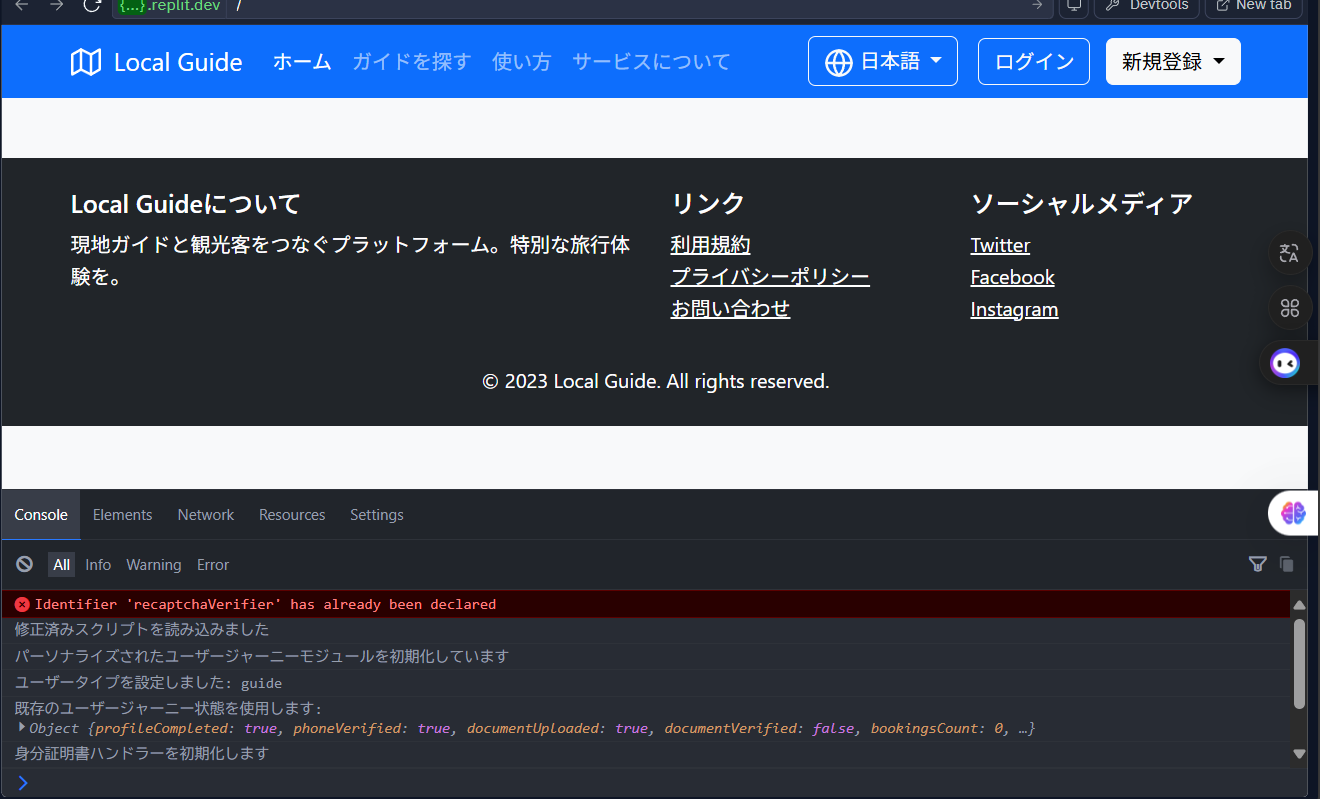 {...}.replit.dev /
Devtools
New tab
Local Guide ホーム ガイドを探す 使い方 サービスについて 日本語 ログイン 新規登録
Local Guideについて
現地ガイドと観光客をつなぐプラットフォーム。特別な旅行体
験を。
リンク
利用規約
プライバシーポリシー
お問い合わせ
ソーシャルメディア
Twitter
Facebook
Instagram
© 2023 Local Guide. All rights reserved.
Console Elements Network Resources Settings
All Info Warning Error
Identifier 'recaptchaVerifier' has already been declared
修正済みスクリプトを読み込みました
パーソナライズされたユーザージャーニーモジュールを初期化しています
ユーザータイプを設定しました: guide
既存のユーザージャーニー状態を使用します:
Object {profileCompleted: true, phoneVerified: true, documentUploaded: true, documentVerified: false, bookingsCount: 0, …}
身分証明書ハンドラーを初期化します